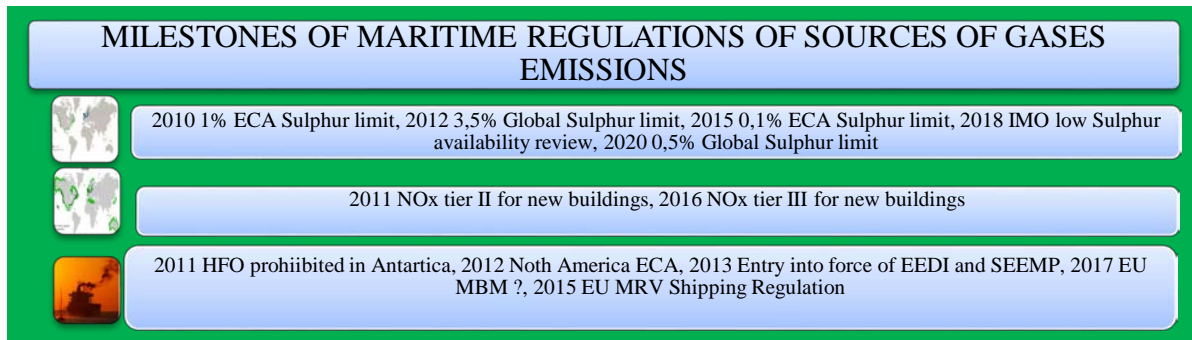 MILESTONES OF MARITIME REGULATIONS OF SOURCES OF GASES
EMISSIONS
2010 1% ECA Sulphur limit, 2012 3,5% Global Sulphur limit, 2015 0,1% ECA Sulphur limit, 2018 IMO low Sulphur
availability review, 2020 0,5% Global Sulphur limit
2011 NOx tier II for new buildings, 2016 NOx tier III for new buildings
2011 HFO prohiibited in Antartica, 2012 Noth America ECA, 2013 Entry into force of EEDI and SEEMP, 2017 EU
MBM ?, 2015 EU MRV Shipping Regulation